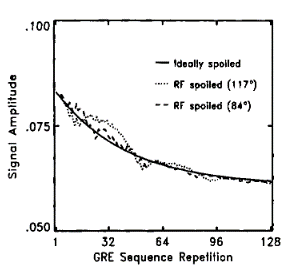 .100
Ideally spoiled
RF spoiled (117°)
RF spoiled (84°)
Signal Amplitude
.075
.050
1 32 64 96 128
GRE Sequence Repetition